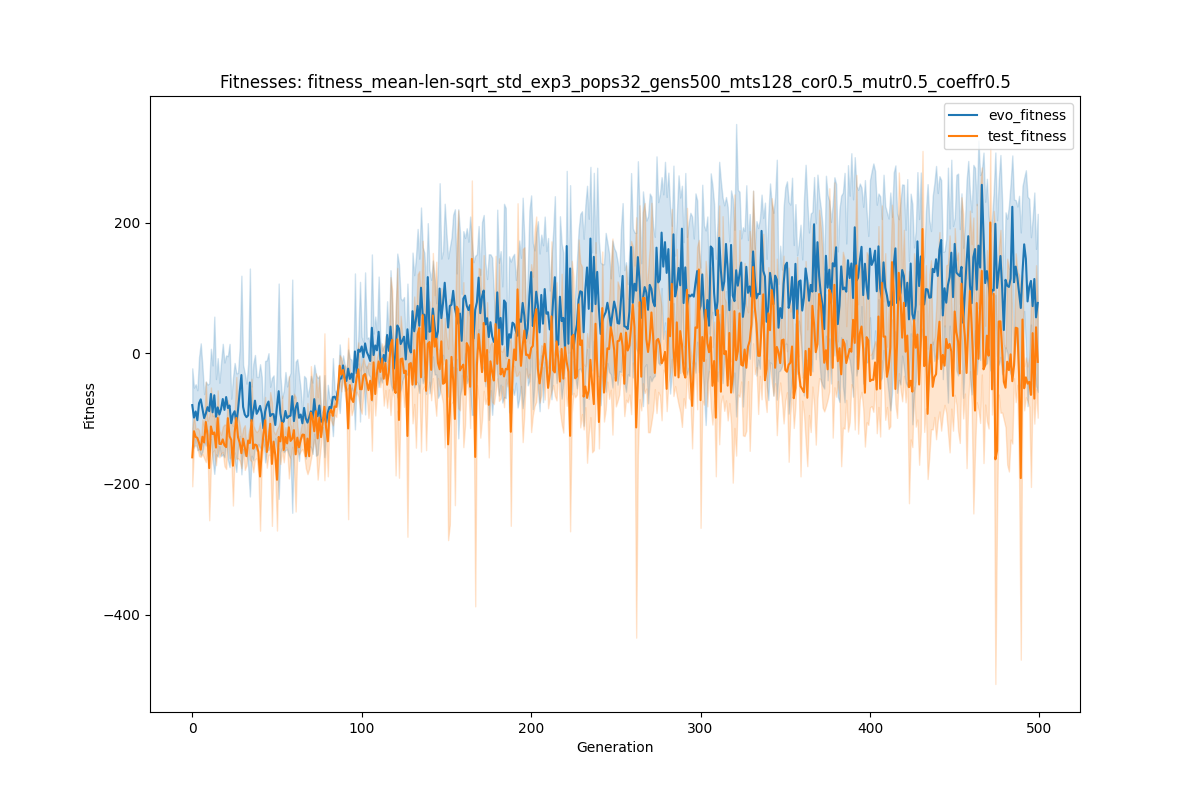 Fitnesses: fitness_mean-len-sqrt_std_exp3_pops32_gens500_mts128_cor0.5_mutr0.5_coeffr0.5
evo_fitness
test_fitness
200
0
−200
−400
Fitness
0
100
200
300
400
500
Generation